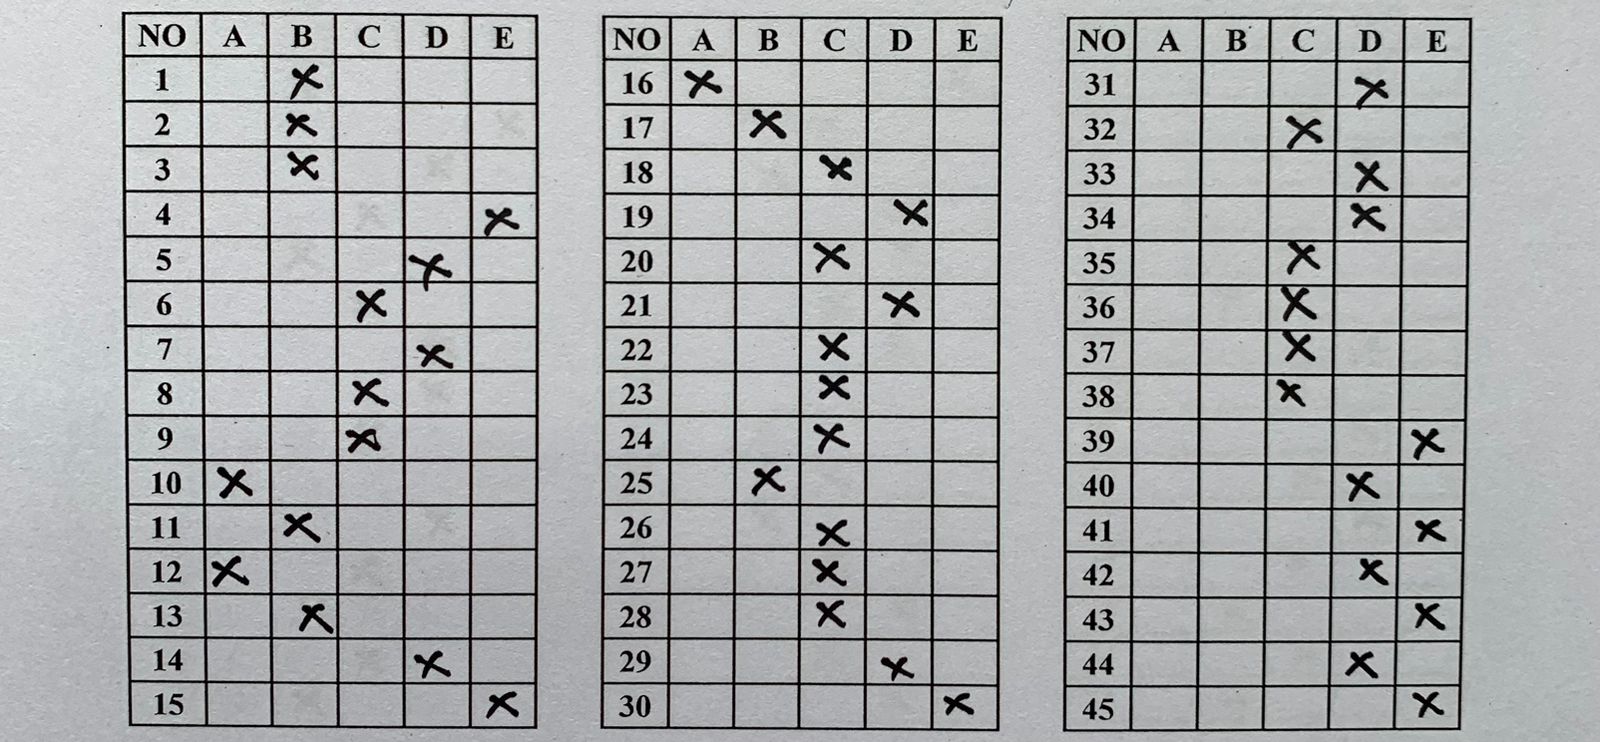 NO A B C D E
1 X
2 X
3 X
4 X
5 X
6 X
7 X
8 X
9 X
10 X
11 X
12 X
13 X
14 X
15 X
NO A B C D E
16 X
17 X
18 X
19 X
20 X
21 X
22 X
23 X
24 X
25 X
26 X
27 X
28 X
29 X
30 X
NO A B C D E
31 X
32 X
33 X
34 X
35 X
36 X
37 X
38 X
39 X
40 X
41 X
42 X
43 X
44 X
45 X